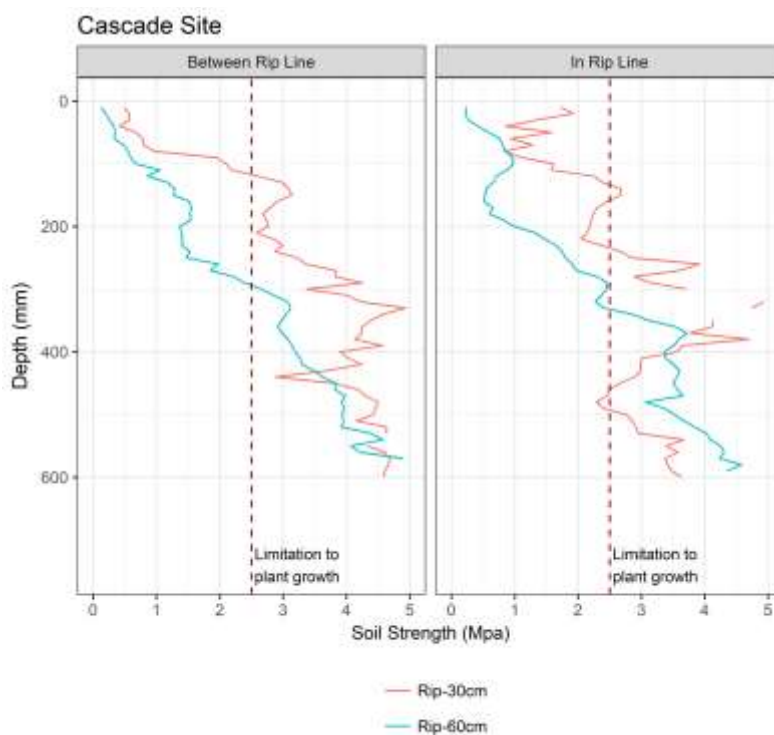 Cascade Site
Between Rip Line
In Rip Line
Depth (mm)
0
200
400
600
Limitation to
plant growth
Limitation to
plant growth
0 1 2 3 4 5
0 1 2 3 4 5
Soil Strength (Mpa)
Rip-30cm
Rip-60cm